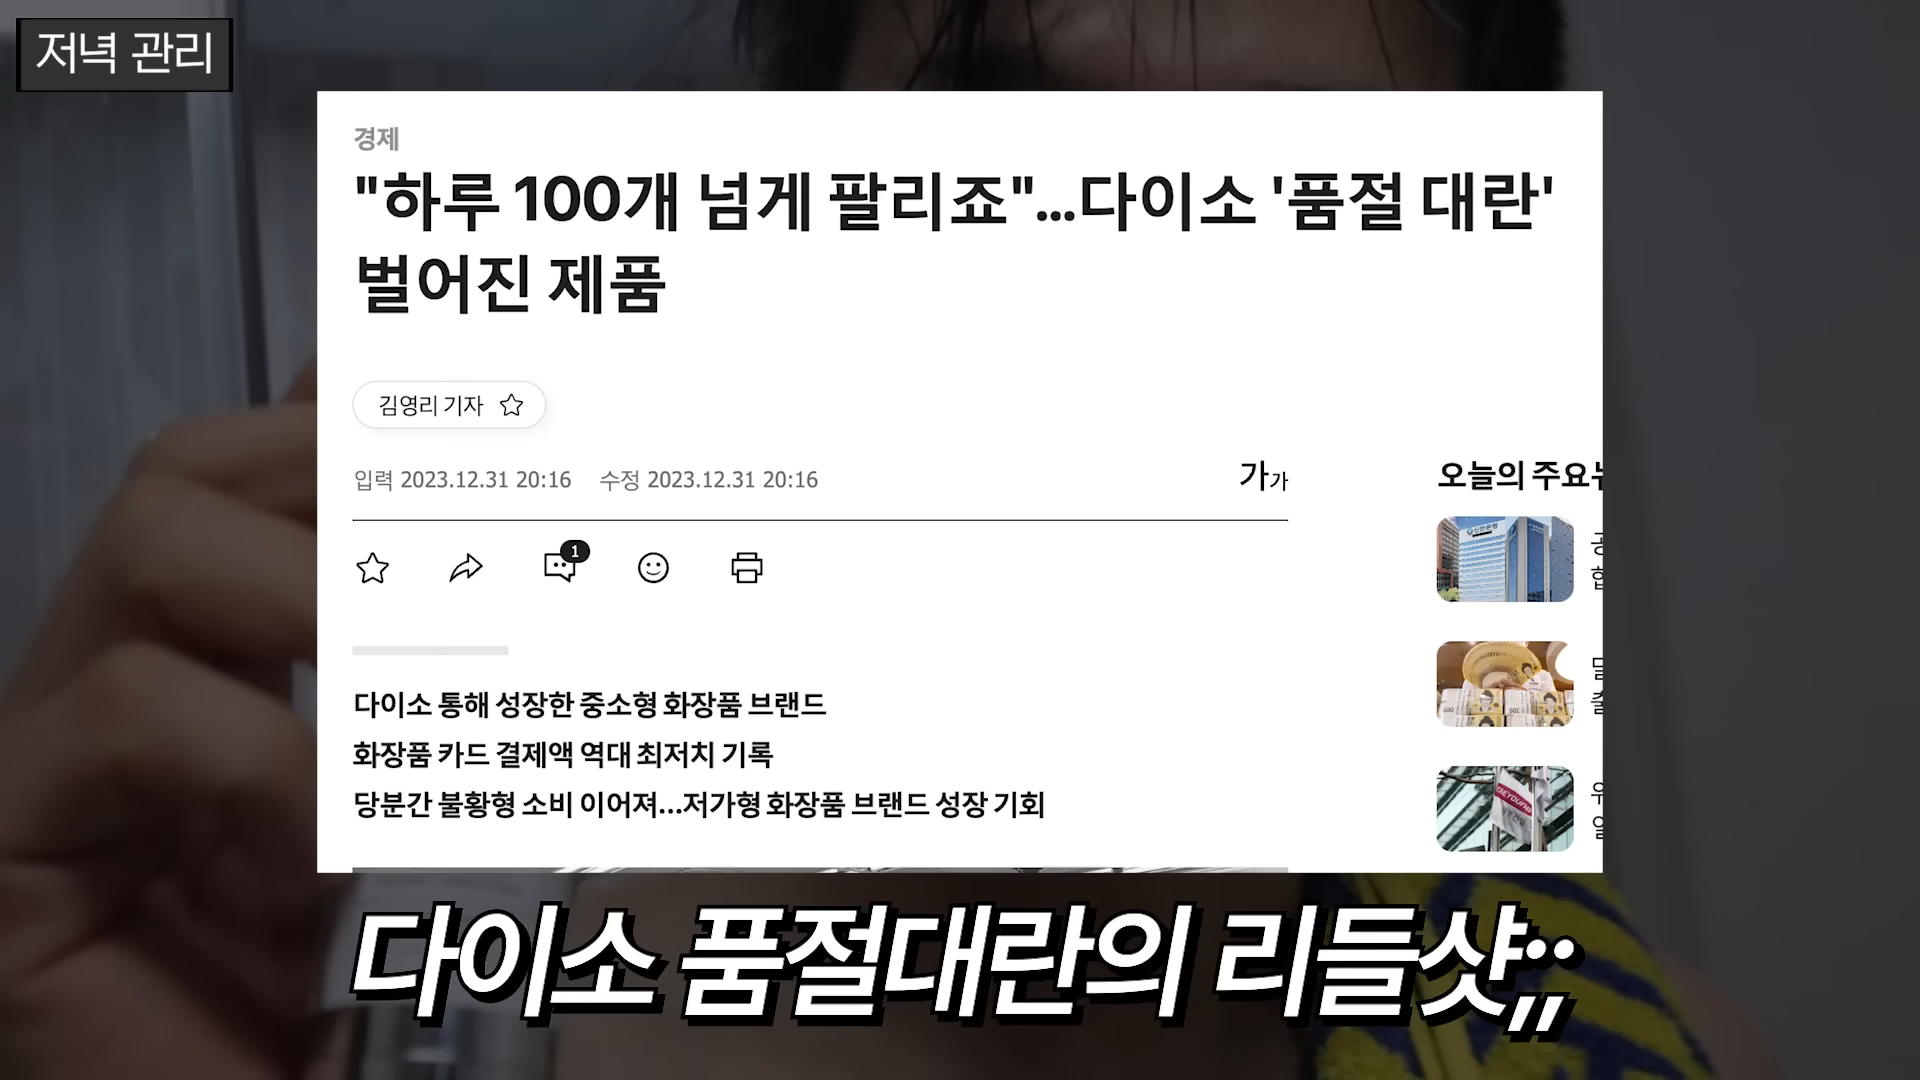 저녁 관리
경제
"하루 100개 넘게 팔리죠"...다이소 '품절 대란'
벌어진 제품
김영리 기자
입력 2023.12.31 20:16 수정 2023.12.31 20:16
가가
오늘의 주요
1
다이소 통해 성장한 중소형 화장품 브랜드
화장품 카드 결제액 역대 최저치 기록
당분간 불황형 소비 이어져...저가형 화장품 브랜드 성장 기회
다이소 품절대란의 리들샷;;